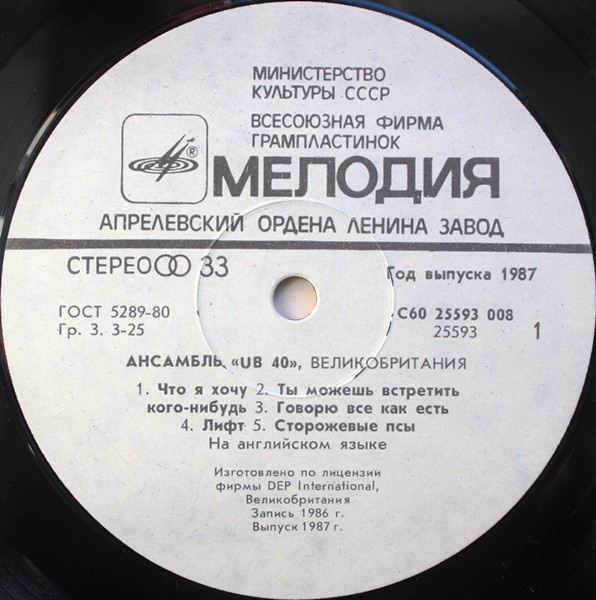 МИНИСТЕРСТВО
КУЛЬТУРЫ СССР
ВСЕСОЮЗНАЯ ФИРМА
ГРАМПЛАСТИНОК
®
МЕЛОДИЯ
АПРЕЛЕВСКИЙ ОРДЕНА ЛЕНИНА ЗАВОД
СТЕРЕО 33
Год выпуска 1987
ГОСТ 5289-80
С60 25593 008
Гр. 3. 3-25
25593
1
АНСАМБЛЬ «UB 40», ВЕЛИКОБРИТАНИЯ
1. Что я хочу 2. Ты можешь встретить
кого-нибудь 3. Говорю все как есть
4. Лифт 5. Сторожевые псы
На английском языке
Изготовлено по лицензии
фирмы DEP International,
Великобритания
Запись 1986 г.
Выпуск 1987 г.